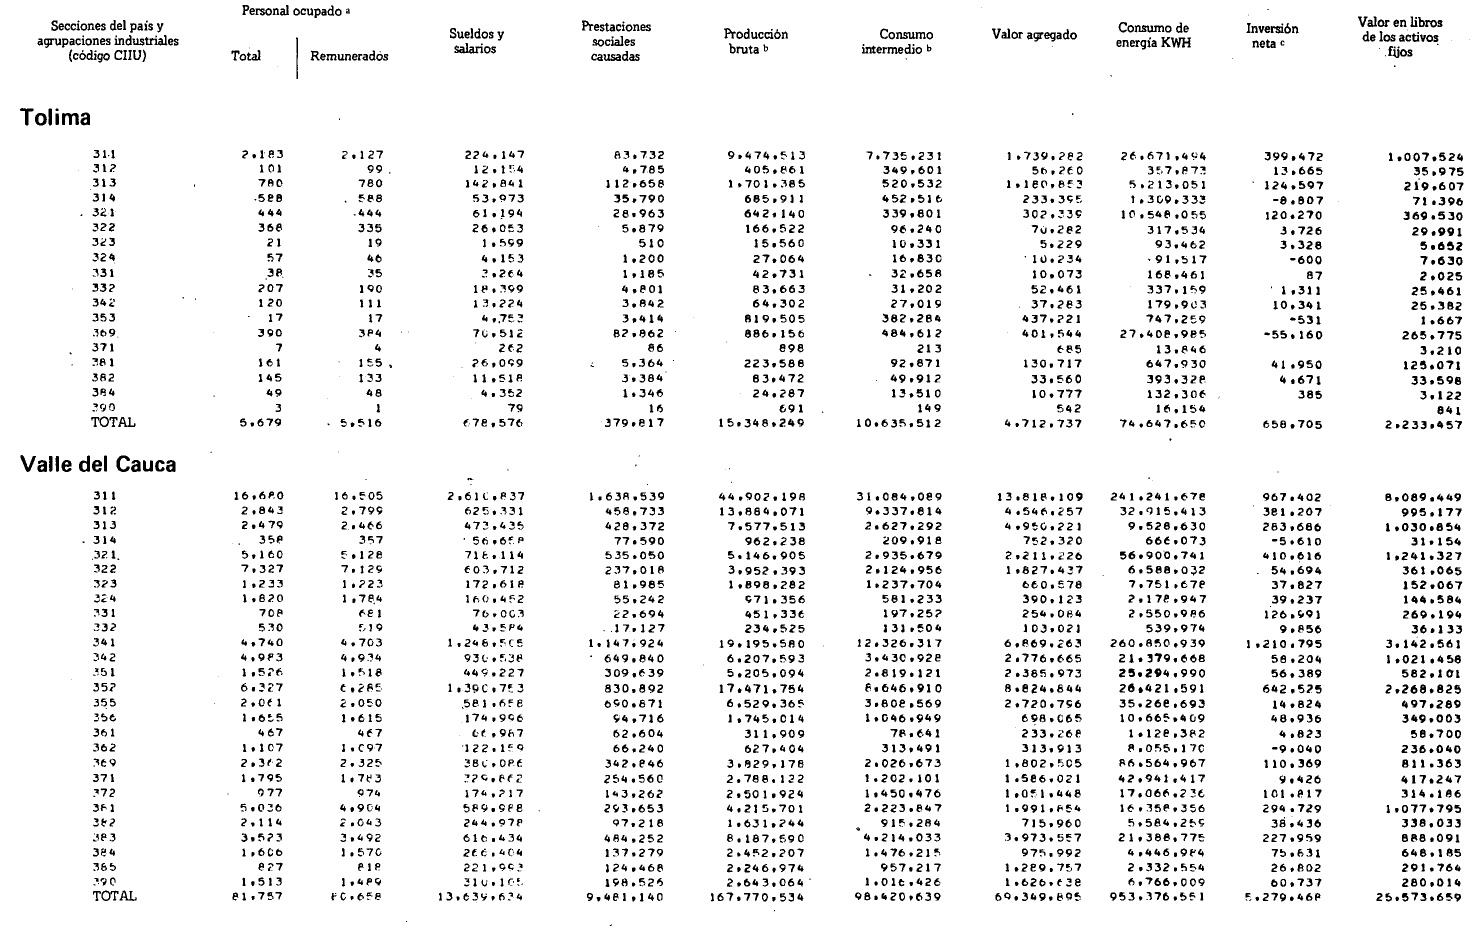 Secciones del país y agrupaciones industriales (código CIIU) Personal ocupado ᵃ Total Remunerados Sueldos y salarios Prestaciones sociales causadas Producción bruta ᵇ Consumo intermedio ᵇ Valor agregado Consumo de energía KWH Inversión neta ᶜ Valor en libros de los activos fijos
Tolima
311 2.183 2.127 224.147 83.732 9.474.513 7.735.231 1.739.282 26.671.494 399.472 1.007.524
312 101 99 12.154 4.785 405.861 349.601 56.260 357.873 13.665 35.975
313 780 780 142.841 112.658 1.701.385 520.532 1.180.853 5.213.051 124.597 219.607
314 588 588 53.973 35.790 685.911 452.516 233.395 1.309.333 -8.807 71.396
321 444 444 61.194 28.963 642.140 339.801 302.339 10.548.055 120.270 369.530
322 368 335 26.053 5.879 166.522 96.240 70.282 317.534 3.726 29.991
323 21 19 1.599 510 15.560 10.331 5.229 93.462 3.328 5.652
324 57 46 4.153 1.200 27.064 16.830 10.234 91.517 -600 7.630
331 38 35 3.264 1.185 42.731 32.658 10.073 168.461 87 2.025
332 207 190 18.399 4.801 83.663 31.202 52.461 337.159 1.311 25.461
342 120 111 13.224 3.842 64.302 27.019 37.283 179.903 10.341 25.382
353 17 17 4.753 3.414 819.505 382.284 437.221 747.259 -531 1.667
369 390 384 70.512 82.862 886.156 484.612 401.544 27.408.985 -55.160 265.775
371 7 4 262 86 898 213 685 13.846 3.210
381 161 155 26.099 5.364 223.588 92.871 130.717 647.930 41.950 125.071
382 145 133 11.518 3.384 83.472 49.912 33.560 393.328 4.671 33.598
384 49 48 4.352 1.346 24.287 13.510 10.777 132.306 385 3.122
390 3 1 79 16 691 149 542 16.154 841
TOTAL 5.679 5.516 678.576 379.817 15.348.249 10.635.512 4.712.737 74.647.650 658.705 2.233.457
Valle del Cauca
311 16.680 16.505 2.610.837 1.638.539 44.902.198 31.084.089 13.818.109 241.241.678 967.402 8.089.449
312 2.843 2.799 625.331 458.733 13.884.071 9.337.814 4.546.257 32.915.413 381.207 995.177
313 2.479 2.466 473.435 428.372 7.577.513 2.627.292 4.950.221 9.528.630 283.686 1.030.854
314 358 357 56.658 77.590 962.238 209.918 752.320 666.073 -5.610 31.154
321 5.160 5.128 718.114 535.050 5.146.905 2.935.679 2.211.226 56.900.741 410.616 1.241.327
322 7.327 7.129 603.712 237.018 3.952.393 2.124.956 1.827.437 6.588.032 54.694 361.065
323 1.233 1.223 172.618 81.985 1.898.282 1.237.704 660.578 7.751.678 37.827 152.067
324 1.820 1.784 160.452 55.242 971.356 581.233 390.123 2.178.947 39.237 144.584
331 708 681 76.003 22.694 451.336 197.252 254.084 2.550.986 126.991 269.194
332 530 519 43.584 17.127 234.525 131.504 103.021 539.974 9.856 36.133
341 4.740 4.703 1.248.505 1.147.924 19.195.580 12.326.317 6.869.263 260.850.939 1.210.795 3.142.561
342 4.983 4.934 930.538 649.840 6.207.593 3.430.928 2.776.665 21.379.668 58.204 1.021.458
351 1.526 1.518 449.227 309.639 5.205.094 2.819.121 2.385.973 25.294.990 56.389 582.101
352 6.327 6.285 1.390.753 830.892 17.471.754 8.646.910 8.824.844 26.421.591 642.525 2.268.825
355 2.061 2.050 581.658 690.871 6.529.365 3.808.569 2.720.796 35.268.693 14.824 497.289
356 1.655 1.615 174.996 94.716 1.745.014 1.046.949 698.065 10.665.409 48.936 349.003
361 467 467 66.987 62.604 311.909 78.641 233.268 1.128.382 4.823 58.700
362 1.107 1.097 122.159 66.240 627.404 313.491 313.913 8.055.170 -9.040 236.040
369 2.362 2.325 380.086 342.846 3.829.178 2.026.673 1.802.505 86.564.967 110.369 811.363
371 1.795 1.783 329.862 254.560 2.788.122 1.202.101 1.586.021 42.941.417 9.426 417.247
372 977 974 174.217 143.262 2.501.924 1.450.476 1.051.448 17.066.236 101.817 314.186
381 5.036 4.904 589.988 293.653 4.215.701 2.223.847 1.991.854 16.358.356 294.729 1.077.795
382 2.114 2.043 244.978 97.218 1.631.244 915.284 715.960 5.584.259 38.436 338.033
383 3.523 3.492 616.434 484.252 8.187.590 4.214.033 3.973.557 21.388.775 227.959 888.091
384 1.606 1.570 266.404 137.279 2.452.207 1.476.215 975.992 4.446.984 75.631 648.185
385 827 818 221.993 124.468 2.246.974 957.217 1.289.757 2.332.554 26.802 291.764
390 1.513 1.489 310.105 198.526 2.643.064 1.016.426 1.626.638 6.766.009 60.737 280.014
TOTAL 81.757 80.658 13.639.634 9.481.140 167.770.534 98.420.639 69.349.895 953.376.551 5.279.468 25.573.659